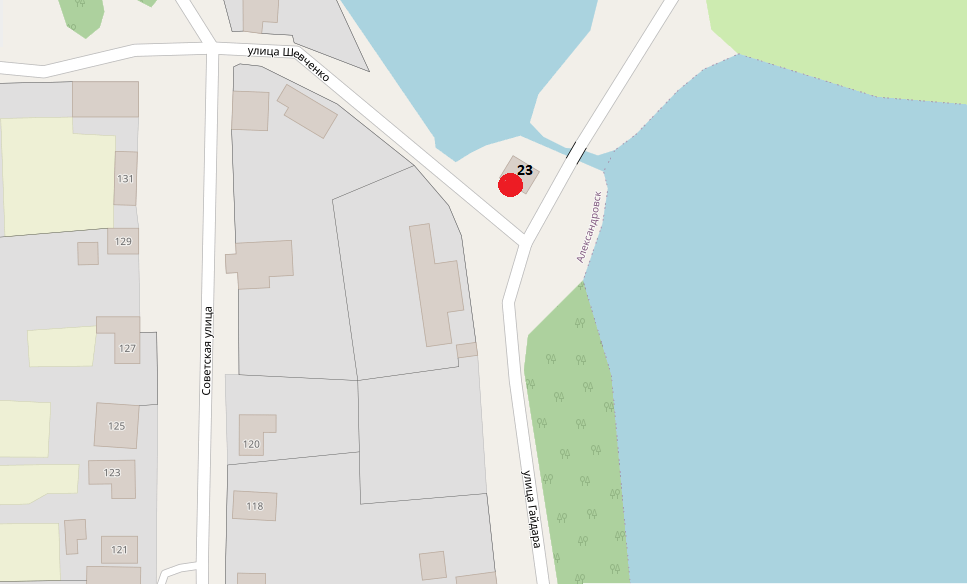 улица Шевченко
23
131
Александровск
129
Советская улица
127
125
120
123
118
улица Гайдара
121